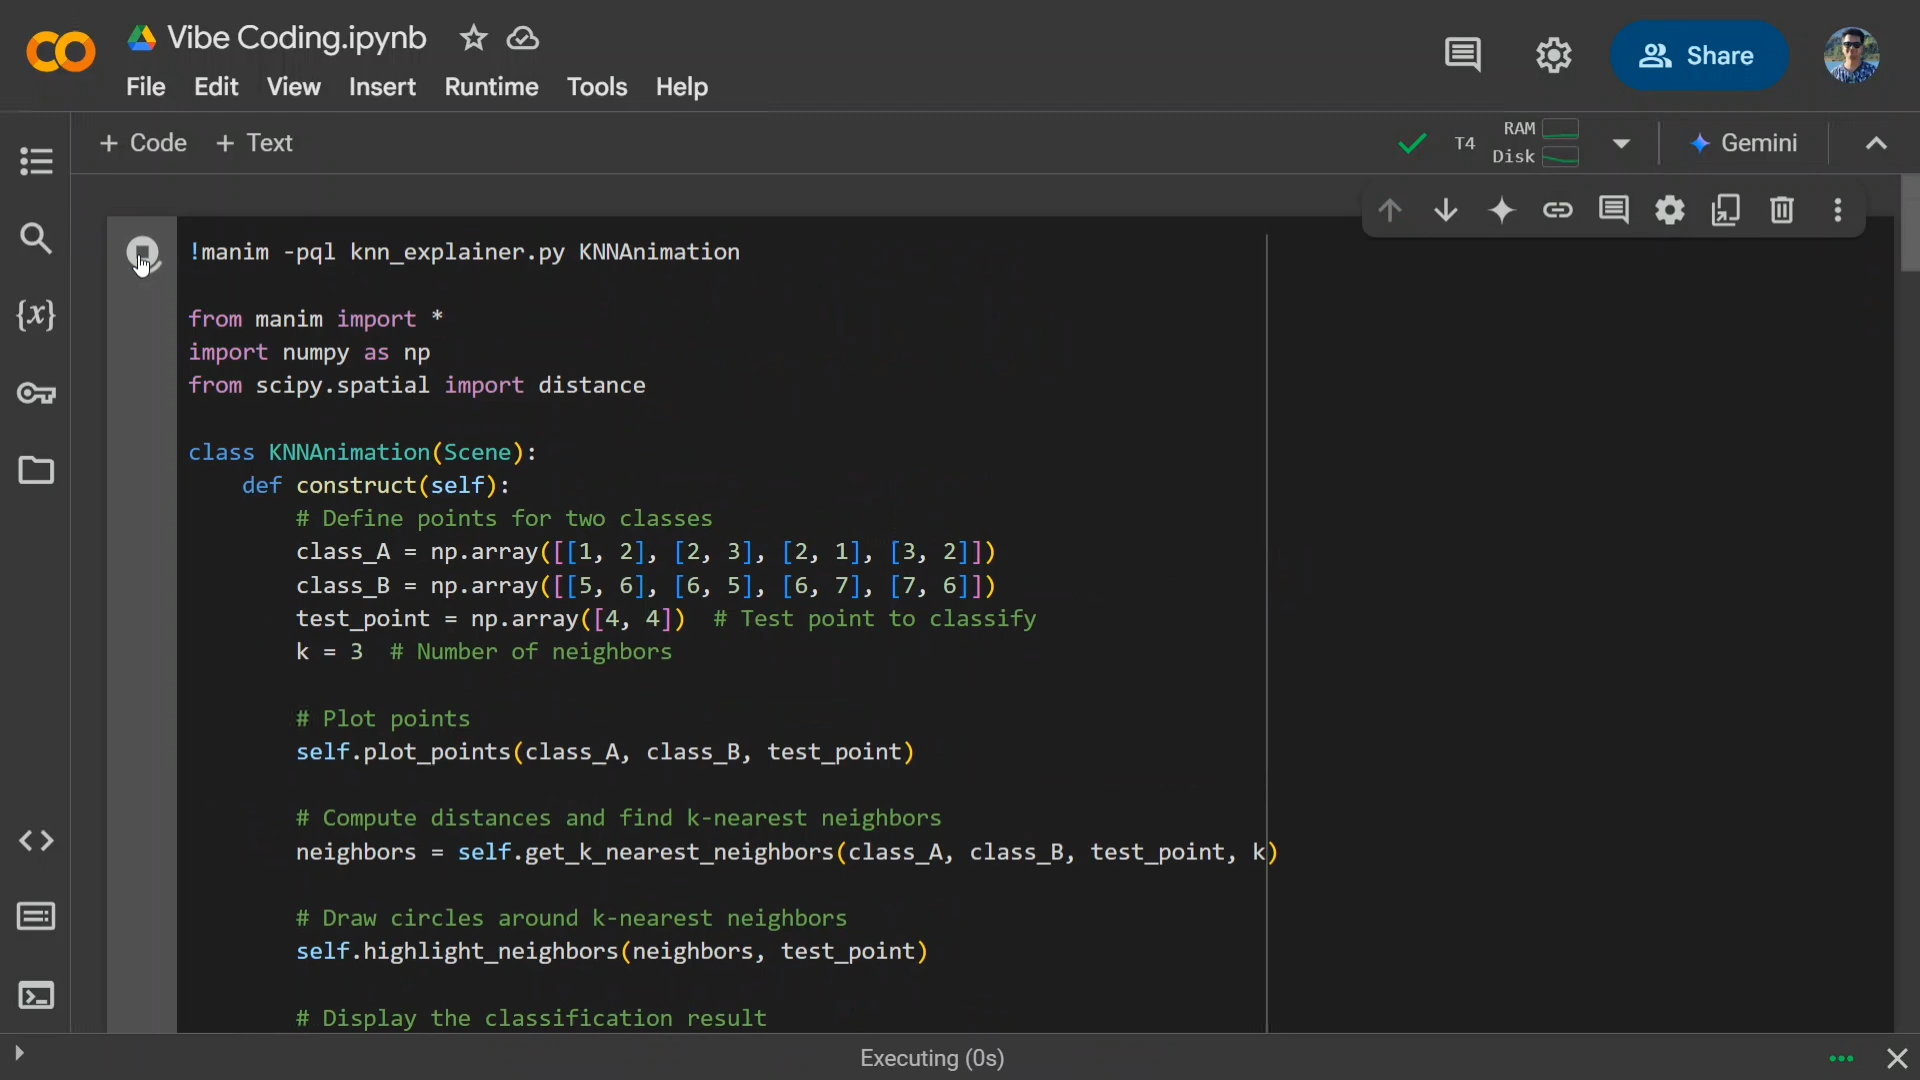 Vibe Coding.ipynb
File Edit View Insert Runtime Tools Help
Share
+ Code + Text
T4
RAM
Disk
Gemini
!manim -pql knn_explainer.py KNNAnimation
from manim import *
import numpy as np
from scipy.spatial import distance
class KNNAnimation(Scene):
    def construct(self):
        # Define points for two classes
        class_A = np.array([[1, 2], [2, 3], [2, 1], [3, 2]])
        class_B = np.array([[5, 6], [6, 5], [6, 7], [7, 6]])
        test_point = np.array([4, 4])  # Test point to classify
        k = 3  # Number of neighbors
        # Plot points
        self.plot_points(class_A, class_B, test_point)
        # Compute distances and find k-nearest neighbors
        neighbors = self.get_k_nearest_neighbors(class_A, class_B, test_point, k)
        # Draw circles around k-nearest neighbors
        self.highlight_neighbors(neighbors, test_point)
        # Display the classification result
Executing (0s)